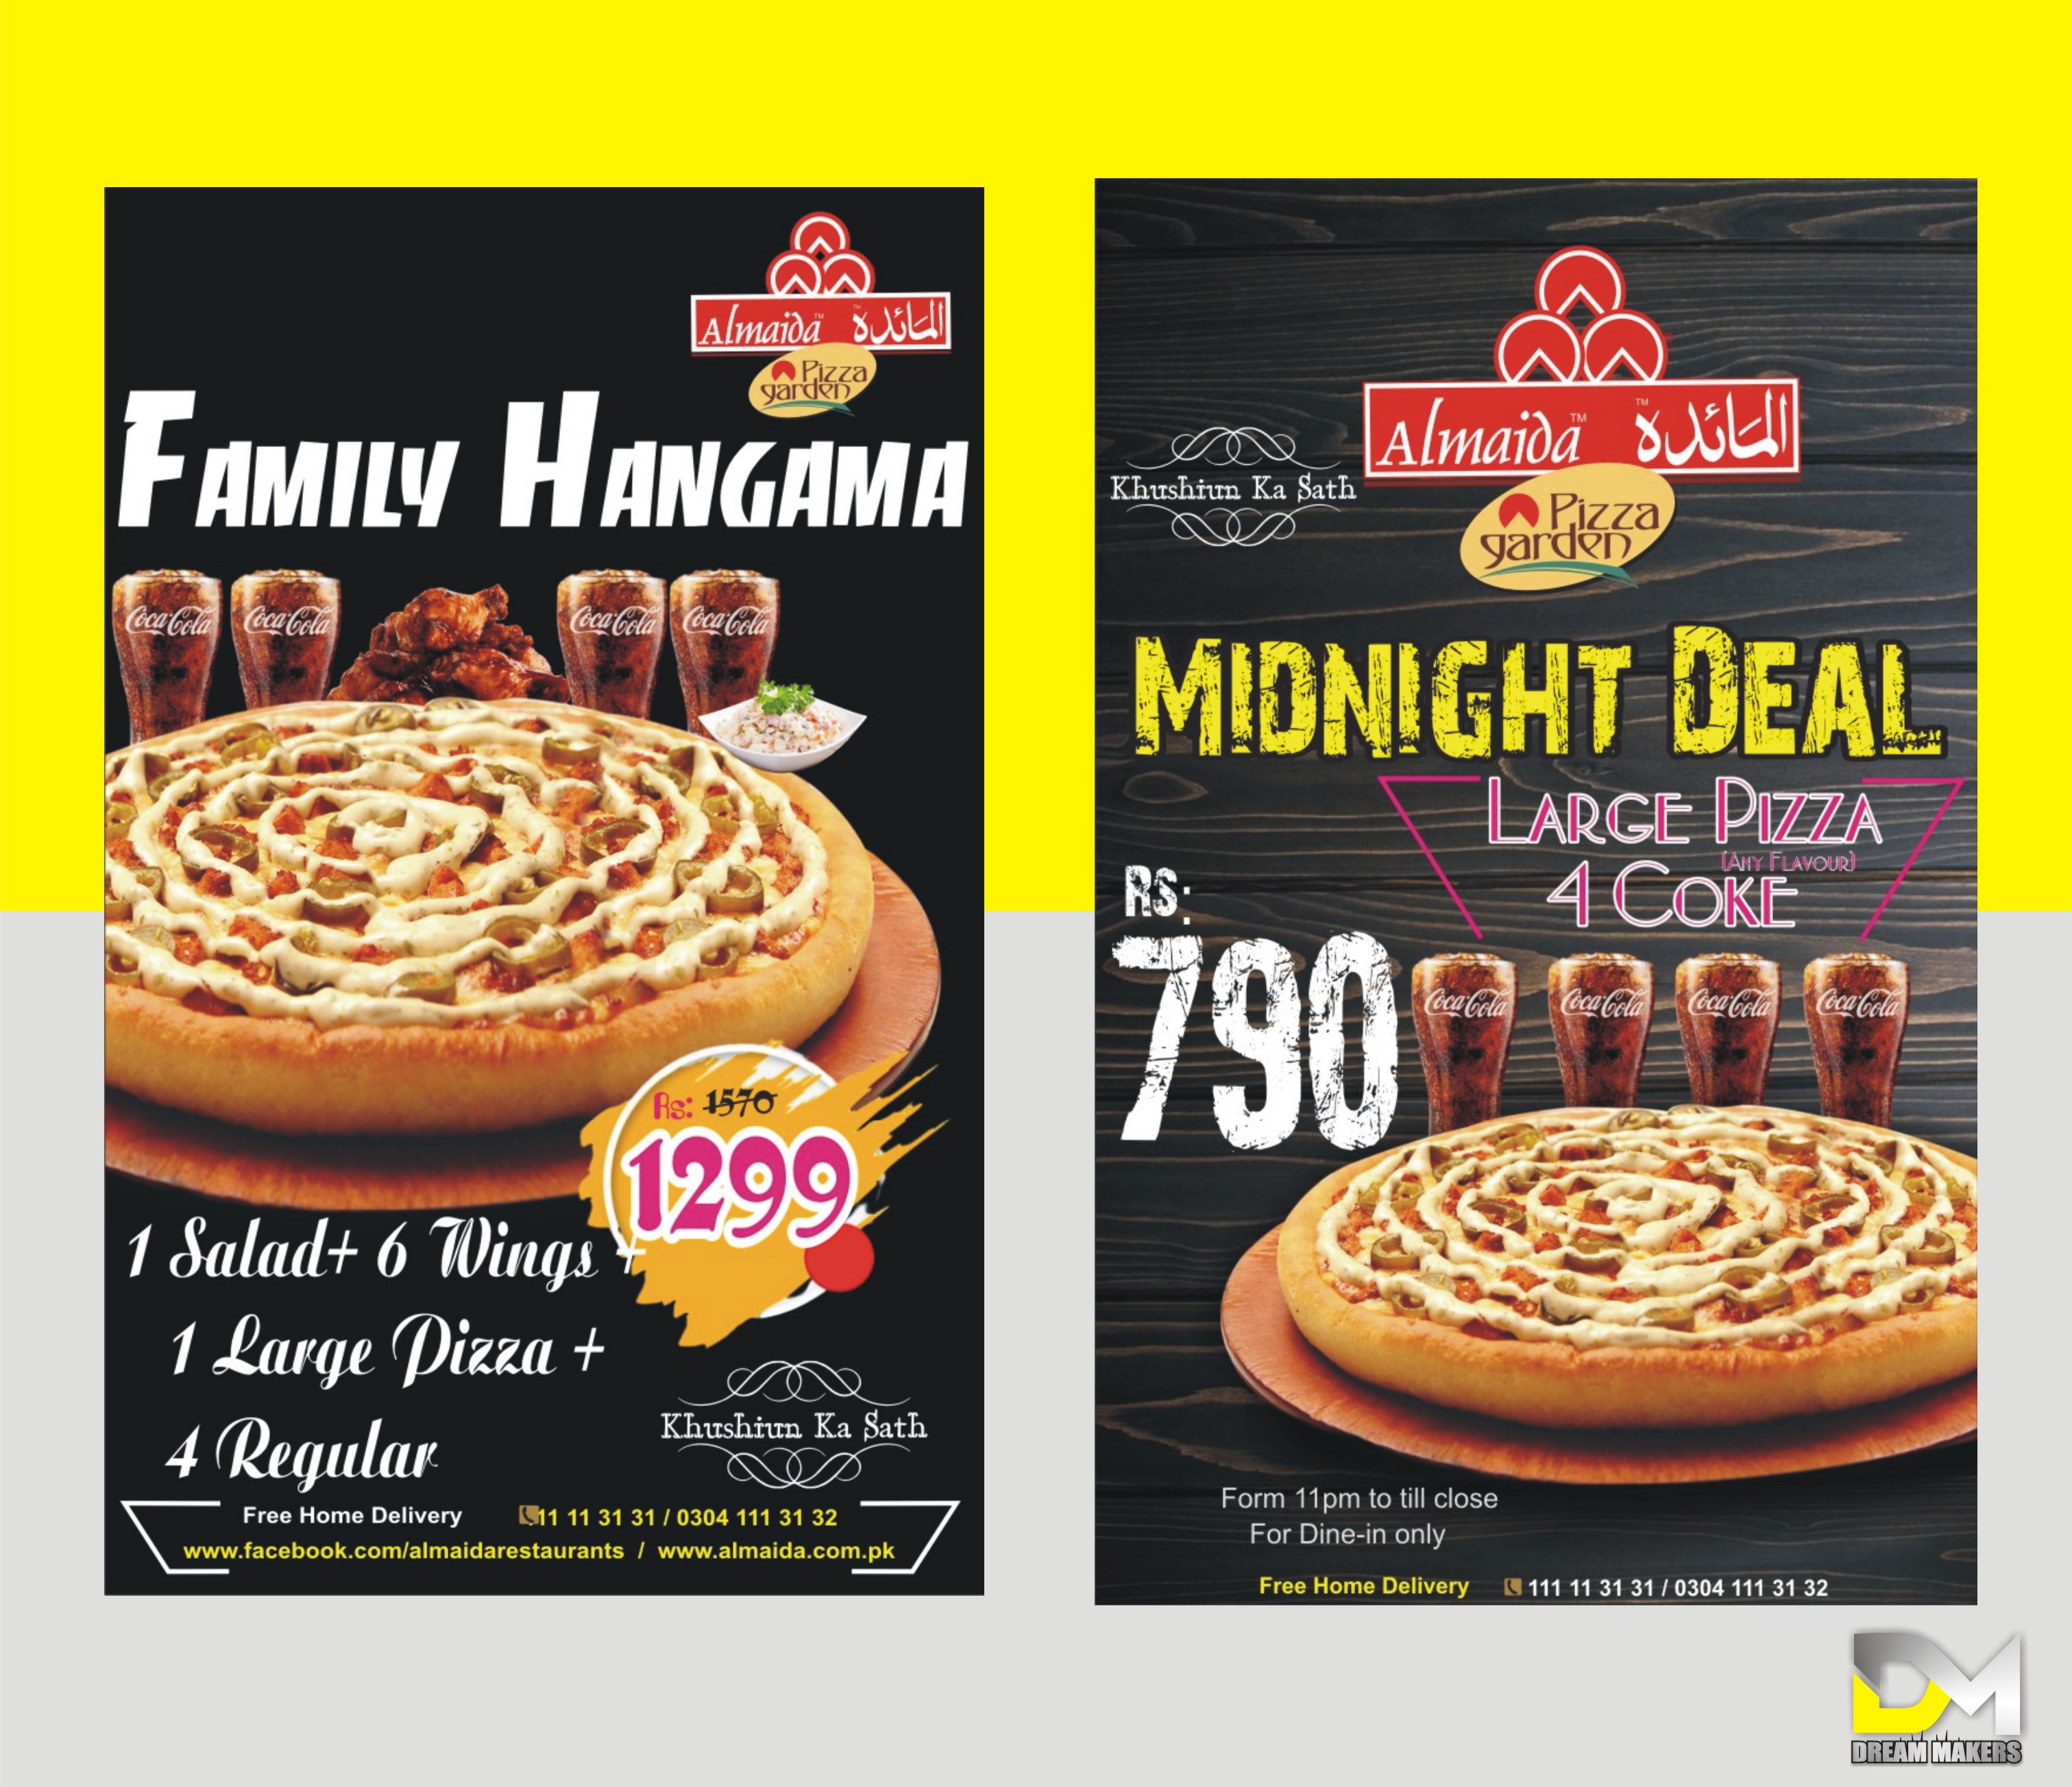 Almaida™ ™المائدة
Pizza
garden
FAMILY HANGAMA
Coca-Cola Coca-Cola Coca-Cola Coca-Cola
Rs: 1570
1299
1 Salad+ 6 Wings +
1 Large Pizza +
4 Regular
Khushiun Ka Sath
Free Home Delivery 11 11 31 31 / 0304 111 31 32
www.facebook.com/almaidarestaurants / www.almaida.com.pk
Almaida™ ™المائدة
Khushiun Ka Sath
Pizza
garden
MIDNIGHT DEAL
LARGE PIZZA
(ANY FLAVOUR)
4 COKE
RS:
790
Coca-Cola Coca-Cola Coca-Cola Coca-Cola
Form 11pm to till close
For Dine-in only
Free Home Delivery 111 11 31 31 / 0304 111 31 32
DM
DREAM MAKERS